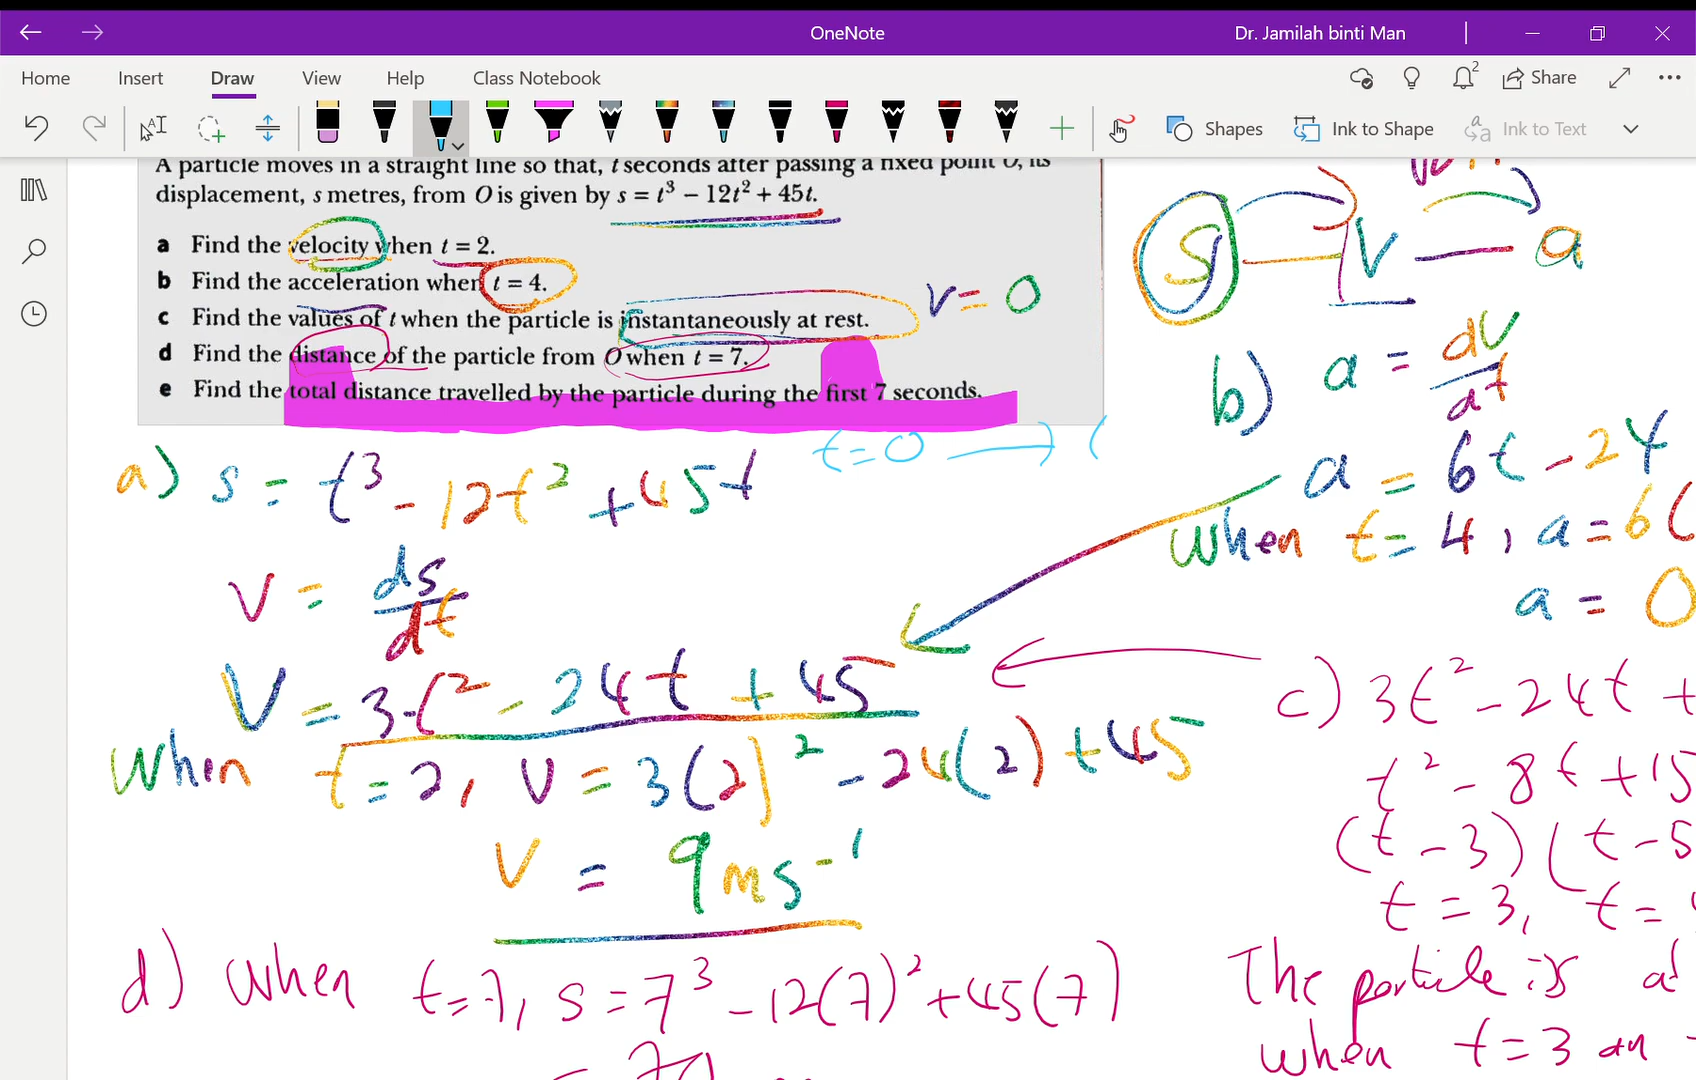 OneNote
Dr. Jamilah binti Man
Home Insert Draw View Help Class Notebook
2
Share
Shapes
Ink to Shape
Ink to Text
A particle moves in a straight line so that, t seconds after passing a fixed point O, its
displacement, s metres, from O is given by s = t³ − 12t² + 45t.
a Find the velocity when t = 2.
b Find the acceleration when t = 4.
c Find the values of t when the particle is instantaneously at rest.
d Find the distance of the particle from O when t = 7.
e Find the total distance travelled by the particle during the first 7 seconds.
v = 0
t = 0 → (
S → V — a
a) s = t³ - 12t² + 45t
V = ds/dt
V = 3t² - 24t + 45
When t = 2, V = 3(2)² - 24(2) + 45
V = 9ms⁻¹
b) a = dV/dt
a = 6t - 24
When t = 4, a = 6(
a = 0
c) 3t² - 24t +
t² - 8t + 15
(t - 3)(t - 5
t = 3, t =
The particle is at
when t = 3 an
d) When t = 7, s = 7³ - 12(7)² + 45(7)
= 70